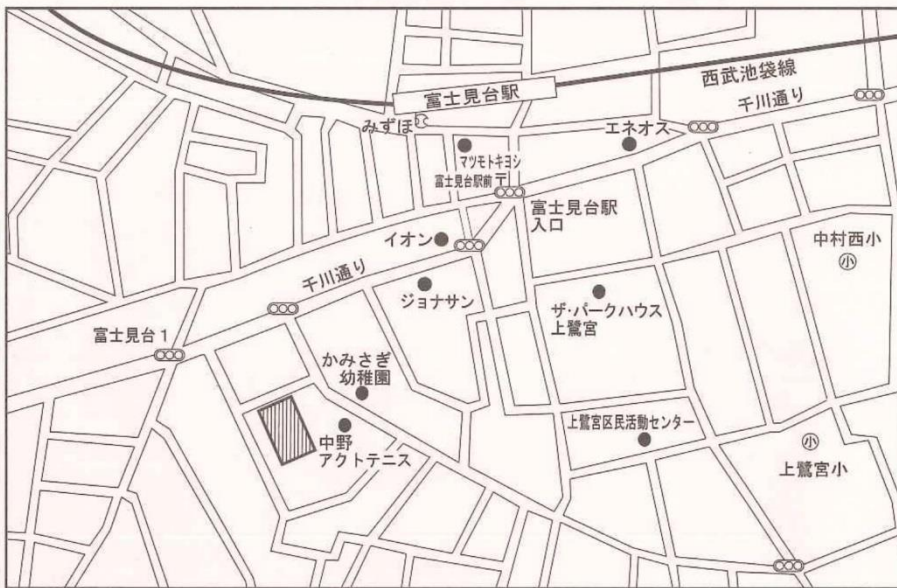 西武池袋線
富士見台駅
千川通り
みずほ
エネオス
マツモトキヨシ
富士見台駅前〒
富士見台駅
入口
イオン
中村西小
小
千川通り
ジョナサン
ザ・パークハウス
上鷺宮
富士見台1
かみさぎ
幼稚園
上鷺宮区民活動センター
中野
アクトテニス
小
上鷺宮小